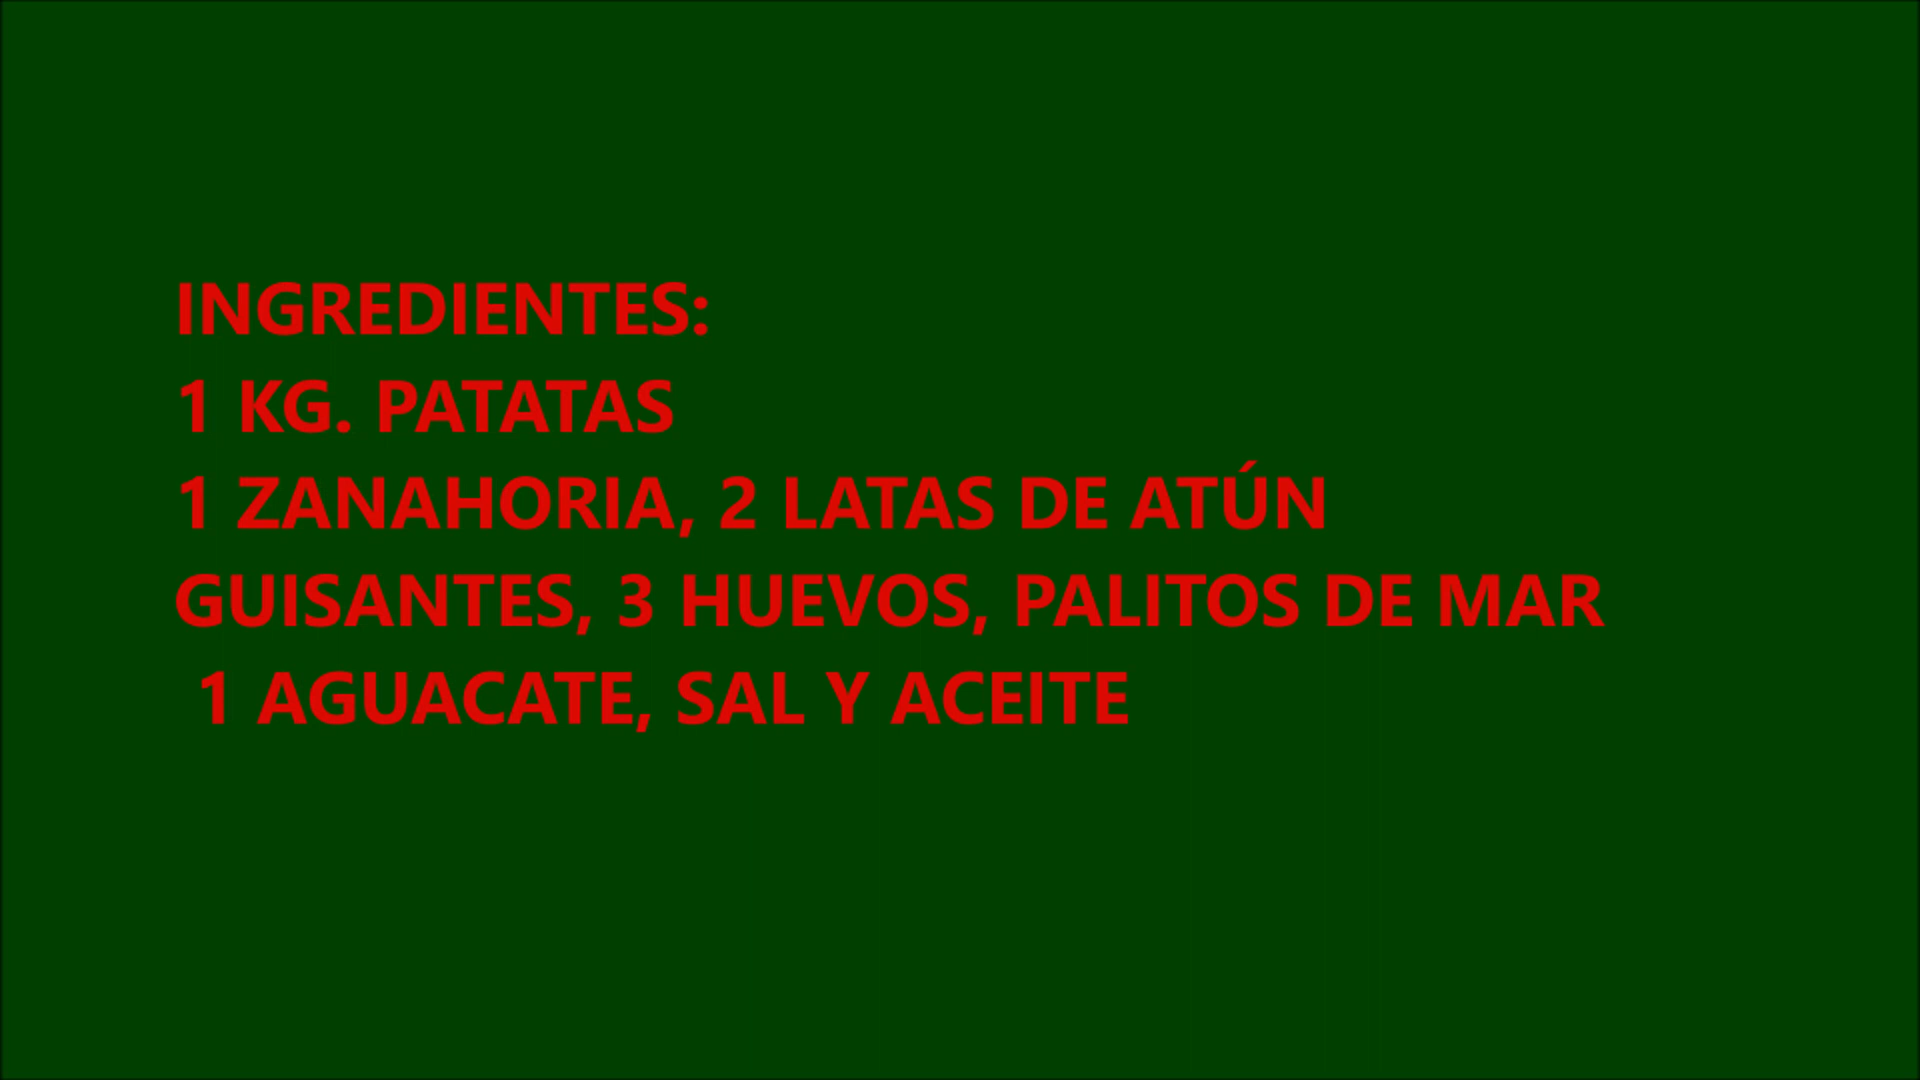 INGREDIENTES:
1 KG. PATATAS
1 ZANAHORIA, 2 LATAS DE ATÚN
GUISANTES, 3 HUEVOS, PALITOS DE MAR
1 AGUACATE, SAL Y ACEITE